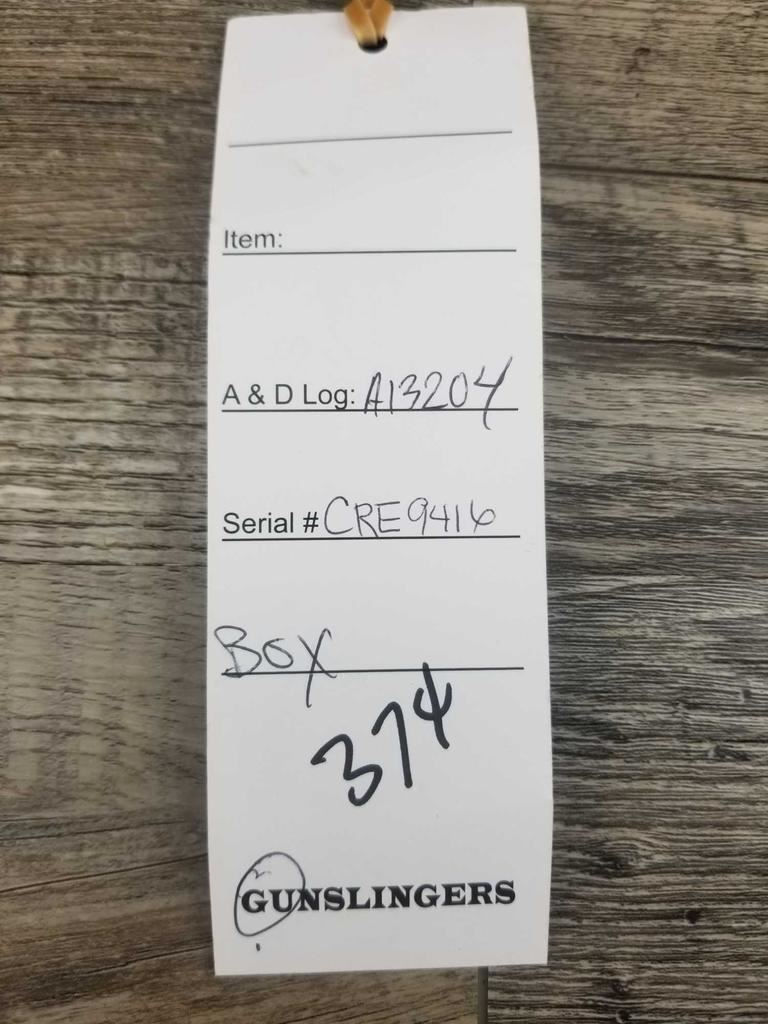 Item:
A & D Log: A13204
Serial # CRE9416
Box
374
GUNSLINGERS